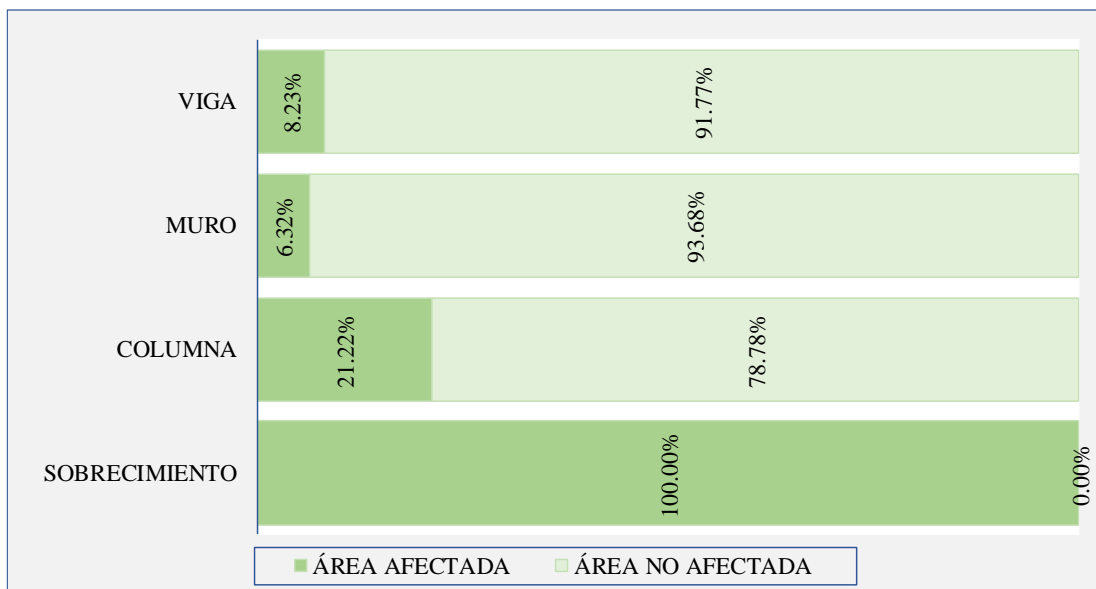 VIGA
8.23%
91.77%
MURO
6.32%
93.68%
COLUMNA
21.22%
78.78%
SOBRECIMIENTO
100.00%
0.00%
ÁREA AFECTADA
ÁREA NO AFECTADA